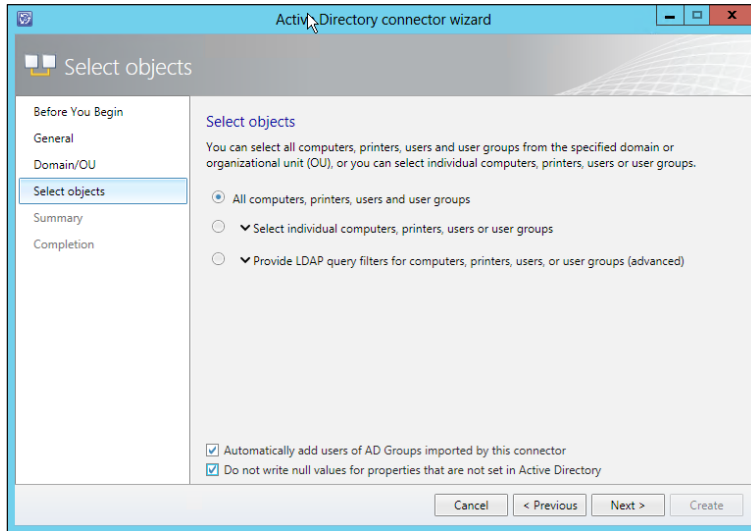 Active Directory connector wizard
Select objects
Before You Begin
General
Domain/OU
Select objects
Summary
Completion
Select objects
You can select all computers, printers, users and user groups from the specified domain or
organizational unit (OU), or you can select individual computers, printers, users or user groups.
All computers, printers, users and user groups
Select individual computers, printers, users or user groups
Provide LDAP query filters for computers, printers, users, or user groups (advanced)
Automatically add users of AD Groups imported by this connector
Do not write null values for properties that are not set in Active Directory
Cancel
< Previous
Next >
Create